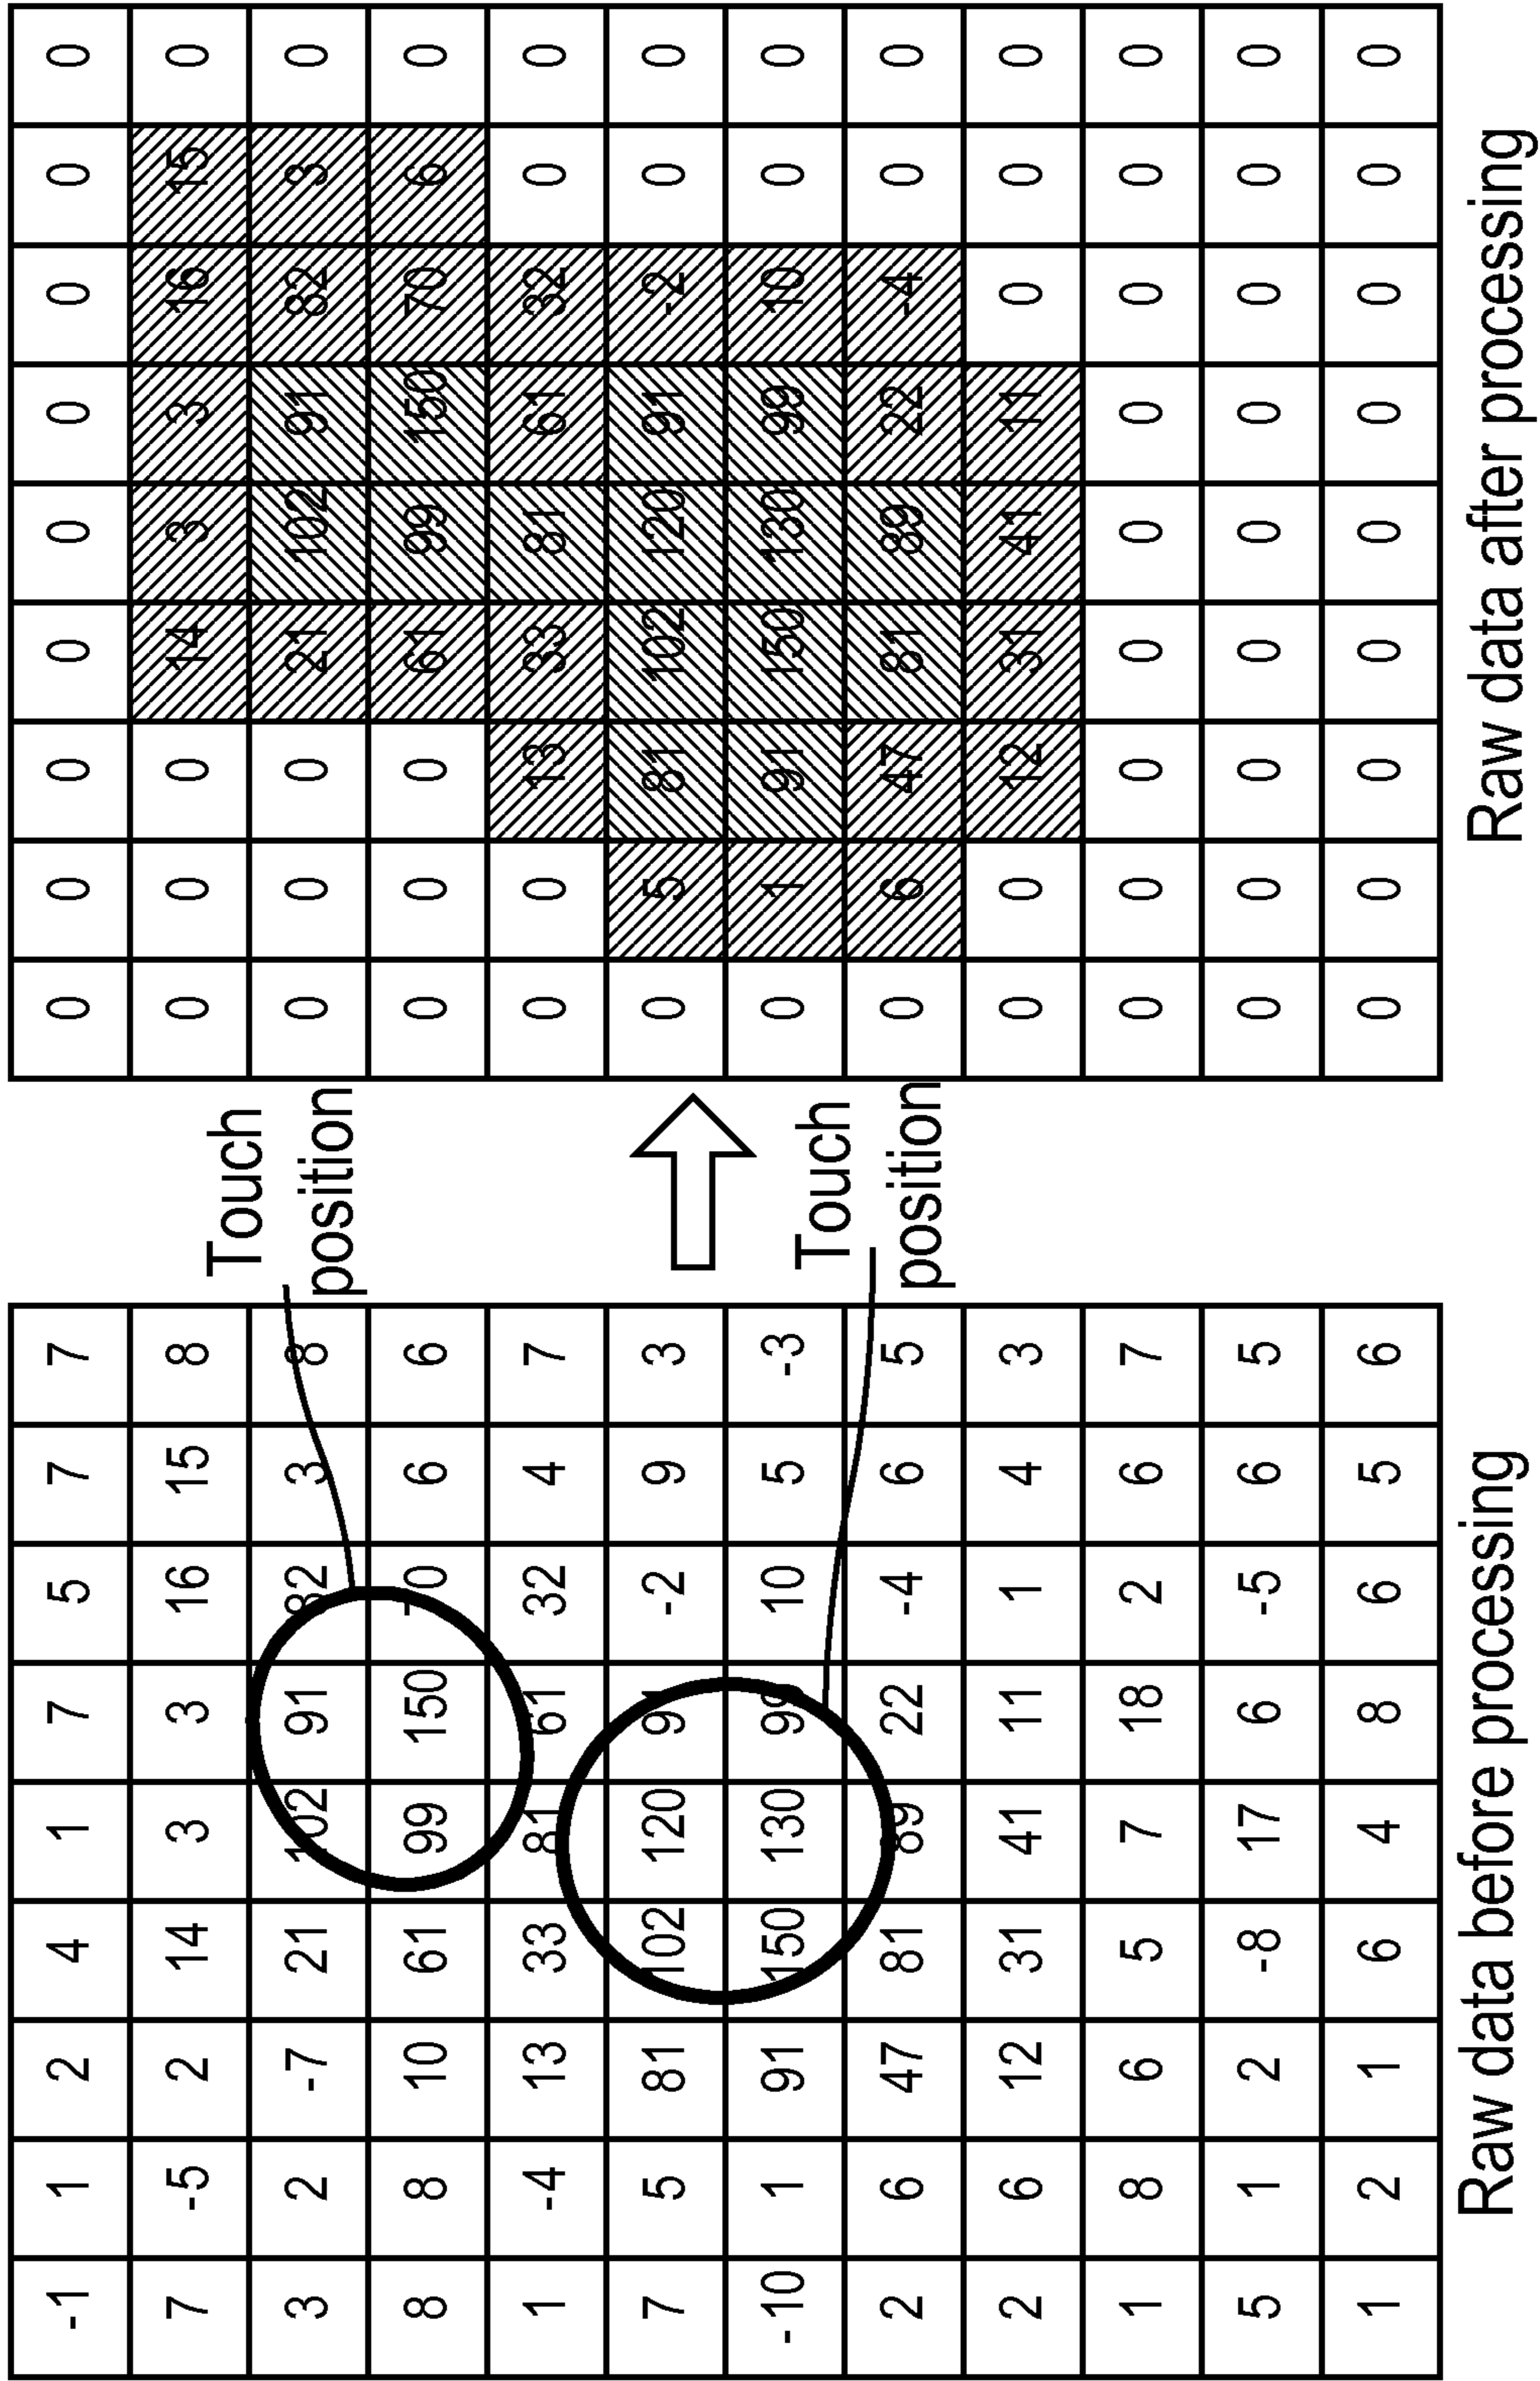 -1 1 2 4 1 7 5 7 7
7 -5 2 14 3 3 16 15 8
3 2 -7 21 102 91 82 3 8
8 8 10 61 99 150 70 6 6
1 -4 13 33 81 61 32 4 7
7 5 81 102 120 91 -2 9 3
-10 1 91 150 130 99 10 5 -3
2 6 47 81 89 22 -4 6 5
2 6 12 31 41 11 1 4 3
1 8 6 5 7 18 2 6 7
5 1 2 -8 17 6 -5 6 5
1 2 1 6 4 8 6 5 6
Raw data before processing
Touch
position
Touch
position
0 0 0 0 0 0 0 0 0
0 0 0 14 3 3 16 15 0
0 0 0 21 102 91 82 3 0
0 0 0 61 99 150 70 6 0
0 0 13 33 81 61 32 0 0
0 5 81 102 120 91 -2 0 0
0 1 91 150 130 99 10 0 0
0 6 47 81 89 22 -4 0 0
0 0 12 31 41 11 0 0 0
0 0 0 0 0 0 0 0 0
0 0 0 0 0 0 0 0 0
0 0 0 0 0 0 0 0 0
Raw data after processing